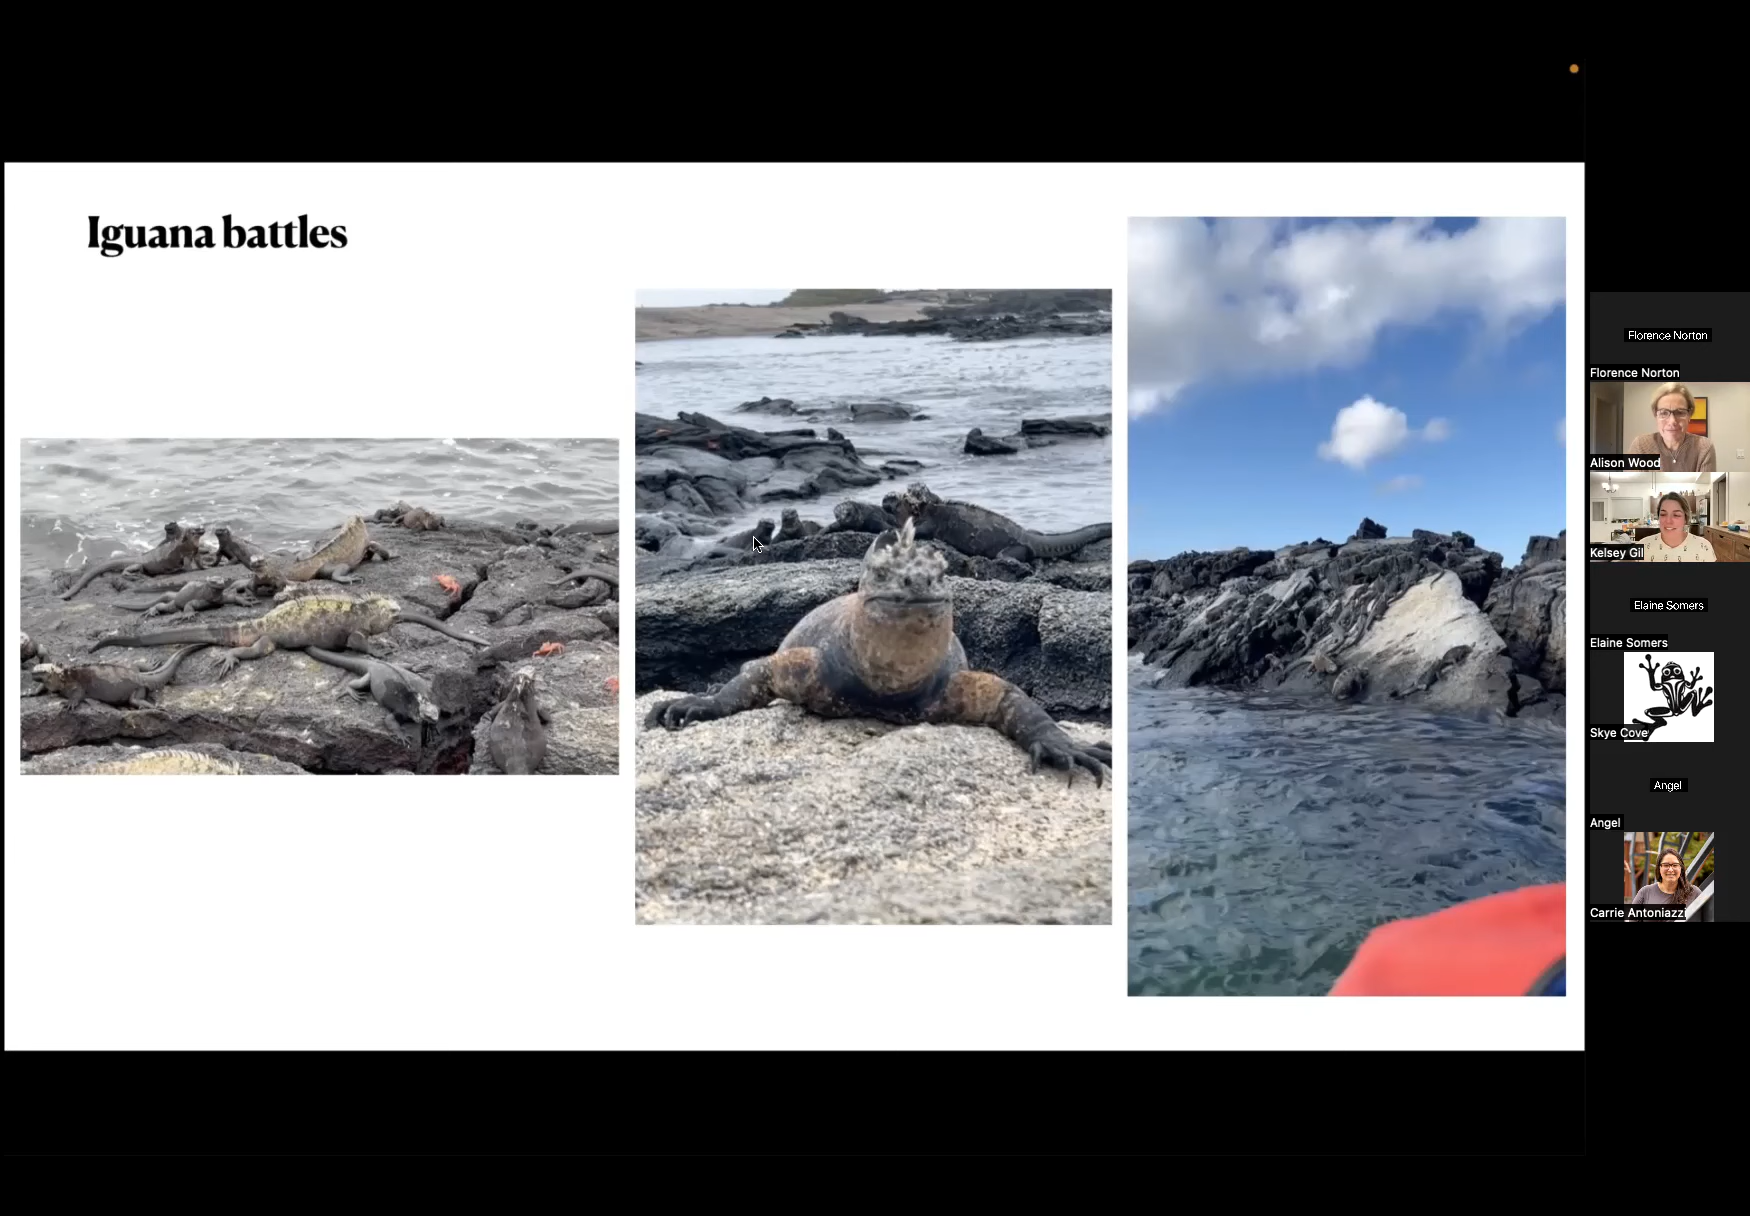 Iguana battles
Florence Norton
Florence Norton
Alison Wood
Kelsey Gil
Elaine Somers
Elaine Somers
Skye Cove
Angel
Angel
Carrie Antoniazzi